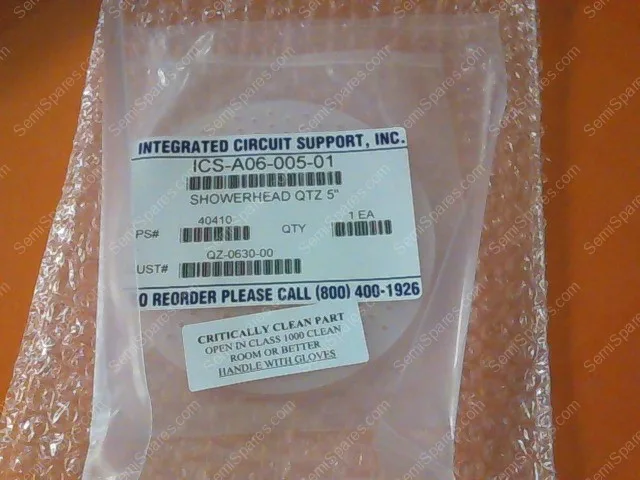 INTEGRATED CIRCUIT SUPPORT, INC.
ICS-A06-005-01
SHOWERHEAD QTZ 5"
PS# 40410 QTY 1 EA
UST# QZ-0630-00
O REORDER PLEASE CALL (800) 400-1926
CRITICALLY CLEAN PART
OPEN IN CLASS 1000 CLEAN
ROOM OR BETTER
HANDLE WITH GLOVES
SemiSpares.com